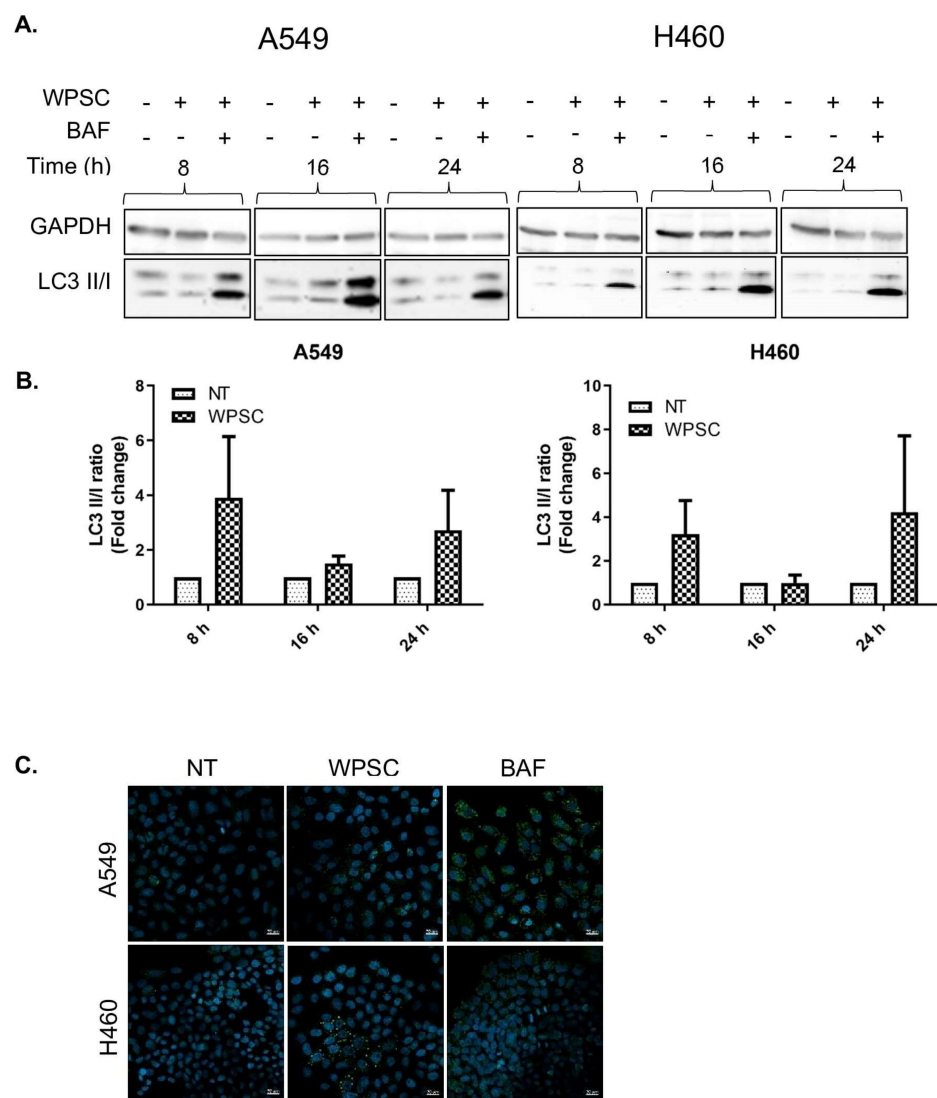 A.
A549 H460
WPSC - + + - + + - + + - + + - + + - + +
BAF - - + - - + - - + - - + - - + - - +
Time (h) 8 16 24 8 16 24
GAPDH
LC3 II/I
B.
A549
LC3 II/I ratio
(Fold change)
8
6
4
2
0
NT
WPSC
8 h 16 h 24 h
H460
LC3 II/I ratio
(Fold change)
10
8
6
4
2
0
NT
WPSC
8 h 16 h 24 h
C.
NT WPSC BAF
A549
H460